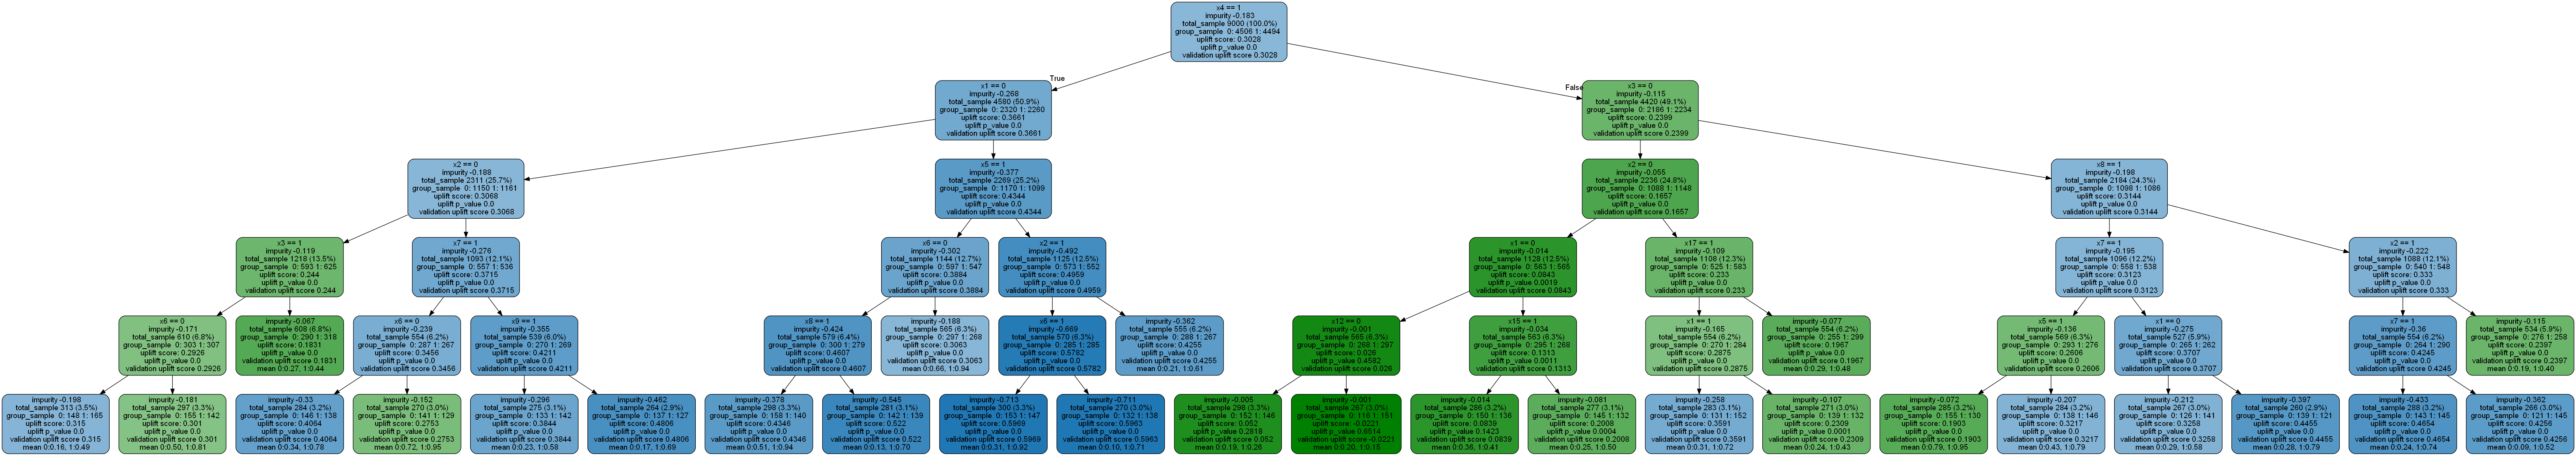 x4 == 1
impurity -0.183
total_sample 9000 (100.0%)
group_sample 0: 4506 1: 4494
uplift score: 0.3028
uplift p_value 0.0
validation uplift score 0.3028
True
False
x1 == 0
impurity -0.268
total_sample 4580 (50.9%)
group_sample 0: 2320 1: 2260
uplift score: 0.3661
uplift p_value 0.0
validation uplift score 0.3661
x3 == 0
impurity -0.115
total_sample 4420 (49.1%)
group_sample 0: 2186 1: 2234
uplift score: 0.2399
uplift p_value 0.0
validation uplift score 0.2399
x2 == 0
impurity -0.188
total_sample 2311 (25.7%)
group_sample 0: 1150 1: 1161
uplift score: 0.3068
uplift p_value 0.0
validation uplift score 0.3068
x5 == 1
impurity -0.377
total_sample 2269 (25.2%)
group_sample 0: 1170 1: 1099
uplift score: 0.4344
uplift p_value 0.0
validation uplift score 0.4344
x2 == 0
impurity -0.055
total_sample 2236 (24.8%)
group_sample 0: 1088 1: 1148
uplift score: 0.1657
uplift p_value 0.0
validation uplift score 0.1657
x8 == 1
impurity -0.198
total_sample 2184 (24.3%)
group_sample 0: 1098 1: 1086
uplift score: 0.3144
uplift p_value 0.0
validation uplift score 0.3144
x3 == 1
impurity -0.119
total_sample 1218 (13.5%)
group_sample 0: 593 1: 625
uplift score: 0.244
uplift p_value 0.0
validation uplift score 0.244
x7 == 1
impurity -0.276
total_sample 1093 (12.1%)
group_sample 0: 557 1: 536
uplift score: 0.3715
uplift p_value 0.0
validation uplift score 0.3715
x6 == 0
impurity -0.302
total_sample 1144 (12.7%)
group_sample 0: 597 1: 547
uplift score: 0.3884
uplift p_value 0.0
validation uplift score 0.3884
x2 == 1
impurity -0.492
total_sample 1125 (12.5%)
group_sample 0: 573 1: 552
uplift score: 0.4959
uplift p_value 0.0
validation uplift score 0.4959
x1 == 0
impurity -0.014
total_sample 1128 (12.5%)
group_sample 0: 563 1: 565
uplift score: 0.0843
uplift p_value 0.0019
validation uplift score 0.0843
x17 == 1
impurity -0.109
total_sample 1108 (12.3%)
group_sample 0: 525 1: 583
uplift score: 0.233
uplift p_value 0.0
validation uplift score 0.233
x7 == 1
impurity -0.195
total_sample 1096 (12.2%)
group_sample 0: 558 1: 538
uplift score: 0.3123
uplift p_value 0.0
validation uplift score 0.3123
x2 == 1
impurity -0.222
total_sample 1088 (12.1%)
group_sample 0: 540 1: 548
uplift score: 0.333
uplift p_value 0.0
validation uplift score 0.333
x6 == 0
impurity -0.171
total_sample 610 (6.8%)
group_sample 0: 303 1: 307
uplift score: 0.2926
uplift p_value 0.0
validation uplift score 0.2926
impurity -0.067
total_sample 608 (6.8%)
group_sample 0: 290 1: 318
uplift score: 0.1831
uplift p_value 0.0
validation uplift score 0.1831
mean 0:0.27, 1:0.44
x6 == 0
impurity -0.239
total_sample 554 (6.2%)
group_sample 0: 287 1: 267
uplift score: 0.3456
uplift p_value 0.0
validation uplift score 0.3456
x9 == 1
impurity -0.355
total_sample 539 (6.0%)
group_sample 0: 270 1: 269
uplift score: 0.4211
uplift p_value 0.0
validation uplift score 0.4211
x8 == 1
impurity -0.424
total_sample 579 (6.4%)
group_sample 0: 300 1: 279
uplift score: 0.4607
uplift p_value 0.0
validation uplift score 0.4607
impurity -0.188
total_sample 565 (6.3%)
group_sample 0: 297 1: 268
uplift score: 0.3063
uplift p_value 0.0
validation uplift score 0.3063
mean 0:0.66, 1:0.94
x6 == 1
impurity -0.669
total_sample 570 (6.3%)
group_sample 0: 285 1: 285
uplift score: 0.5782
uplift p_value 0.0
validation uplift score 0.5782
impurity -0.362
total_sample 555 (6.2%)
group_sample 0: 288 1: 267
uplift score: 0.4255
uplift p_value 0.0
validation uplift score 0.4255
mean 0:0.21, 1:0.61
x12 == 0
impurity -0.001
total_sample 565 (6.3%)
group_sample 0: 268 1: 297
uplift score: 0.026
uplift p_value 0.4582
validation uplift score 0.026
x15 == 1
impurity -0.034
total_sample 563 (6.3%)
group_sample 0: 295 1: 268
uplift score: 0.1313
uplift p_value 0.0011
validation uplift score 0.1313
x1 == 1
impurity -0.165
total_sample 554 (6.2%)
group_sample 0: 270 1: 284
uplift score: 0.2875
uplift p_value 0.0
validation uplift score 0.2875
impurity -0.077
total_sample 554 (6.2%)
group_sample 0: 255 1: 299
uplift score: 0.1967
uplift p_value 0.0
validation uplift score 0.1967
mean 0:0.29, 1:0.48
x5 == 1
impurity -0.136
total_sample 569 (6.3%)
group_sample 0: 293 1: 276
uplift score: 0.2606
uplift p_value 0.0
validation uplift score 0.2606
x1 == 0
impurity -0.275
total_sample 527 (5.9%)
group_sample 0: 265 1: 262
uplift score: 0.3707
uplift p_value 0.0
validation uplift score 0.3707
x7 == 1
impurity -0.36
total_sample 554 (6.2%)
group_sample 0: 264 1: 290
uplift score: 0.4245
uplift p_value 0.0
validation uplift score 0.4245
impurity -0.115
total_sample 534 (5.9%)
group_sample 0: 276 1: 258
uplift score: 0.2397
uplift p_value 0.0
validation uplift score 0.2397
mean 0:0.19, 1:0.40
impurity -0.198
total_sample 313 (3.5%)
group_sample 0: 148 1: 165
uplift score: 0.315
uplift p_value 0.0
validation uplift score 0.315
mean 0:0.16, 1:0.49
impurity -0.181
total_sample 297 (3.3%)
group_sample 0: 155 1: 142
uplift score: 0.301
uplift p_value 0.0
validation uplift score 0.301
mean 0:0.50, 1:0.81
impurity -0.33
total_sample 284 (3.2%)
group_sample 0: 146 1: 138
uplift score: 0.4064
uplift p_value 0.0
validation uplift score 0.4064
mean 0:0.34, 1:0.78
impurity -0.152
total_sample 270 (3.0%)
group_sample 0: 141 1: 129
uplift score: 0.2753
uplift p_value 0.0
validation uplift score 0.2753
mean 0:0.72, 1:0.95
impurity -0.296
total_sample 275 (3.1%)
group_sample 0: 133 1: 142
uplift score: 0.3844
uplift p_value 0.0
validation uplift score 0.3844
mean 0:0.23, 1:0.58
impurity -0.462
total_sample 264 (2.9%)
group_sample 0: 137 1: 127
uplift score: 0.4806
uplift p_value 0.0
validation uplift score 0.4806
mean 0:0.17, 1:0.69
impurity -0.378
total_sample 298 (3.3%)
group_sample 0: 158 1: 140
uplift score: 0.4346
uplift p_value 0.0
validation uplift score 0.4346
mean 0:0.51, 1:0.94
impurity -0.545
total_sample 281 (3.1%)
group_sample 0: 142 1: 139
uplift score: 0.522
uplift p_value 0.0
validation uplift score 0.522
mean 0:0.13, 1:0.70
impurity -0.713
total_sample 300 (3.3%)
group_sample 0: 153 1: 147
uplift score: 0.5969
uplift p_value 0.0
validation uplift score 0.5969
mean 0:0.31, 1:0.92
impurity -0.711
total_sample 270 (3.0%)
group_sample 0: 132 1: 138
uplift score: 0.5963
uplift p_value 0.0
validation uplift score 0.5963
mean 0:0.10, 1:0.71
impurity -0.005
total_sample 298 (3.3%)
group_sample 0: 152 1: 146
uplift score: 0.052
uplift p_value 0.2818
validation uplift score 0.052
mean 0:0.19, 1:0.26
impurity -0.001
total_sample 267 (3.0%)
group_sample 0: 116 1: 151
uplift score: -0.0221
uplift p_value 0.6514
validation uplift score -0.0221
mean 0:0.20, 1:0.15
impurity -0.014
total_sample 286 (3.2%)
group_sample 0: 150 1: 136
uplift score: 0.0839
uplift p_value 0.1423
validation uplift score 0.0839
mean 0:0.36, 1:0.41
impurity -0.081
total_sample 277 (3.1%)
group_sample 0: 145 1: 132
uplift score: 0.2008
uplift p_value 0.0004
validation uplift score 0.2008
mean 0:0.25, 1:0.50
impurity -0.258
total_sample 283 (3.1%)
group_sample 0: 131 1: 152
uplift score: 0.3591
uplift p_value 0.0
validation uplift score 0.3591
mean 0:0.31, 1:0.72
impurity -0.107
total_sample 271 (3.0%)
group_sample 0: 139 1: 132
uplift score: 0.2309
uplift p_value 0.0001
validation uplift score 0.2309
mean 0:0.24, 1:0.43
impurity -0.072
total_sample 285 (3.2%)
group_sample 0: 155 1: 130
uplift score: 0.1903
uplift p_value 0.0
validation uplift score 0.1903
mean 0:0.79, 1:0.95
impurity -0.207
total_sample 284 (3.2%)
group_sample 0: 138 1: 146
uplift score: 0.3217
uplift p_value 0.0
validation uplift score 0.3217
mean 0:0.43, 1:0.79
impurity -0.212
total_sample 267 (3.0%)
group_sample 0: 126 1: 141
uplift score: 0.3258
uplift p_value 0.0
validation uplift score 0.3258
mean 0:0.29, 1:0.58
impurity -0.397
total_sample 260 (2.9%)
group_sample 0: 139 1: 121
uplift score: 0.4455
uplift p_value 0.0
validation uplift score 0.4455
mean 0:0.28, 1:0.79
impurity -0.433
total_sample 288 (3.2%)
group_sample 0: 143 1: 145
uplift score: 0.4654
uplift p_value 0.0
validation uplift score 0.4654
mean 0:0.24, 1:0.74
impurity -0.362
total_sample 266 (3.0%)
group_sample 0: 121 1: 145
uplift score: 0.4256
uplift p_value 0.0
validation uplift score 0.4256
mean 0:0.09, 1:0.52